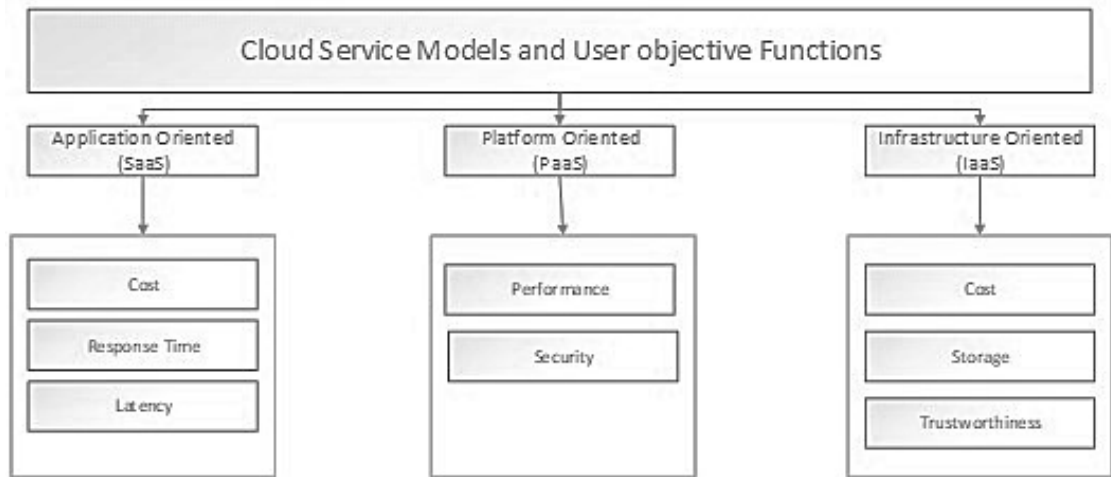 Cloud Service Models and User objective Functions
Application Oriented
(SaaS)
Platform Oriented
(PaaS)
Infrastructure Oriented
(IaaS)
Cost
Response Time
Latency
Performance
Security
Cost
Storage
Trustworthiness